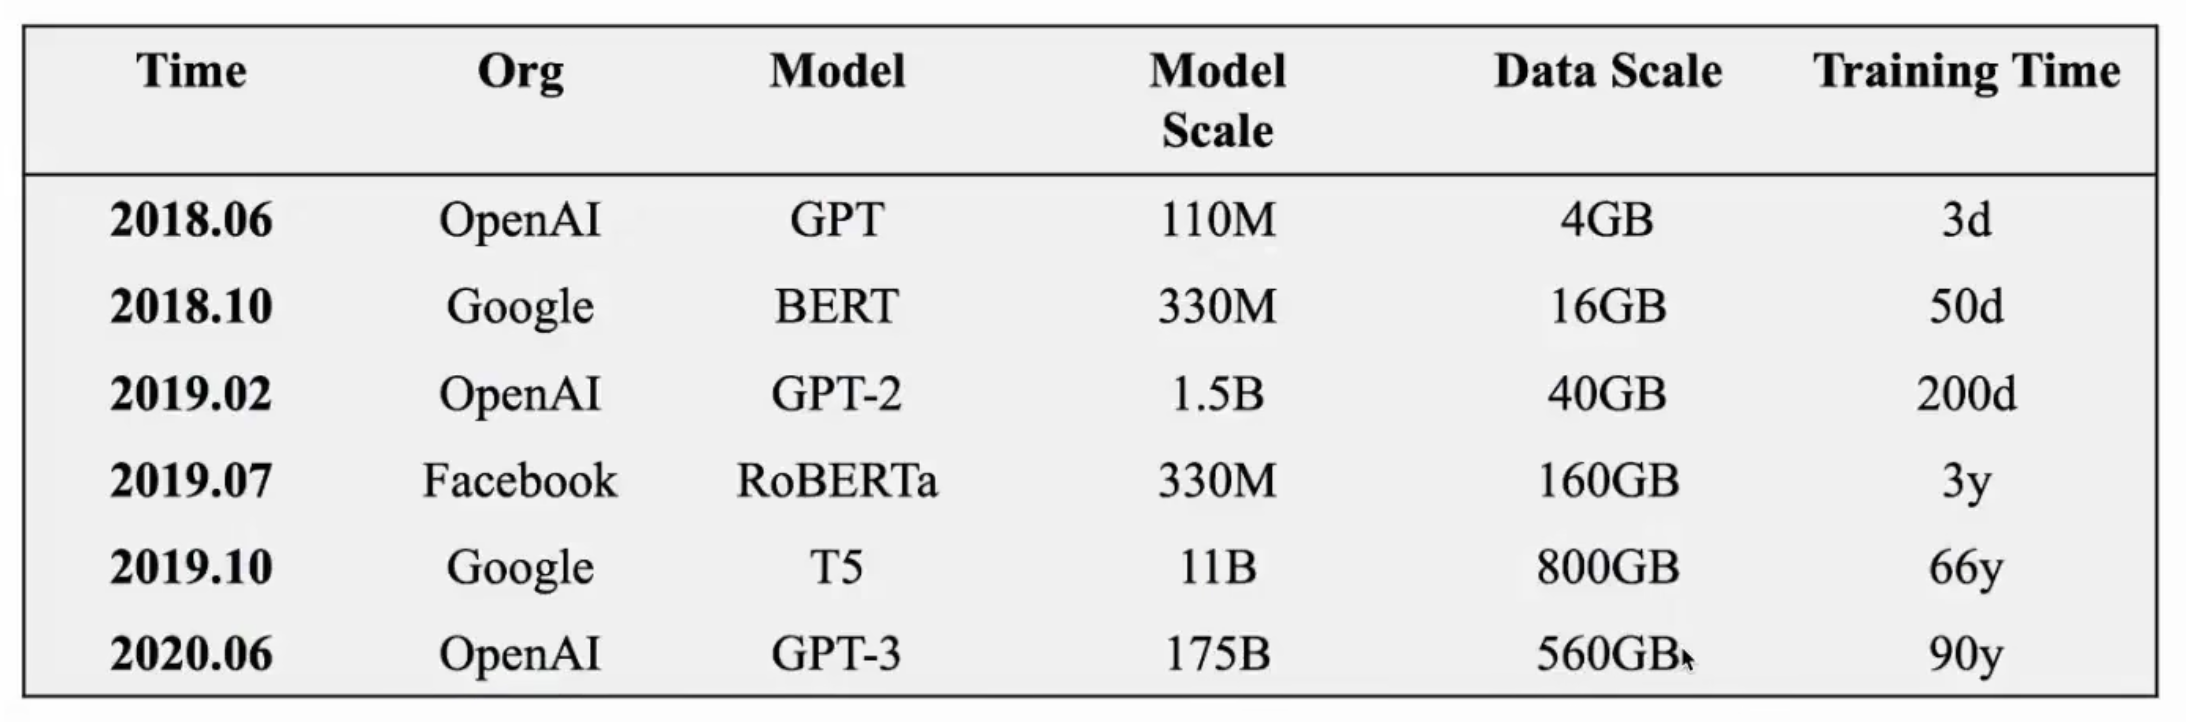 Time Org Model Model Scale Data Scale Training Time
2018.06 OpenAI GPT 110M 4GB 3d
2018.10 Google BERT 330M 16GB 50d
2019.02 OpenAI GPT-2 1.5B 40GB 200d
2019.07 Facebook RoBERTa 330M 160GB 3y
2019.10 Google T5 11B 800GB 66y
2020.06 OpenAI GPT-3 175B 560GB 90y